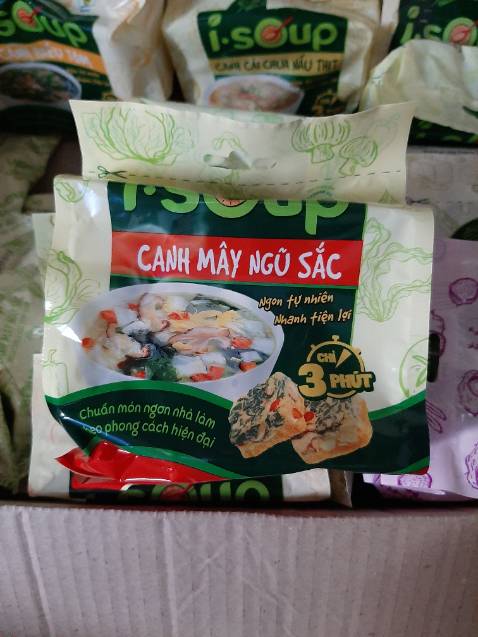 i·soup
i·soup
CANH CẢI CHUA NẤU THỊT
i·soup
i·soup
CANH MÂY NGŨ SẮC
Ngon tự nhiên
Nhanh tiện lợi
CHỈ
3 PHÚT
Chuẩn món ngon nhà làm
theo phong cách hiện đại